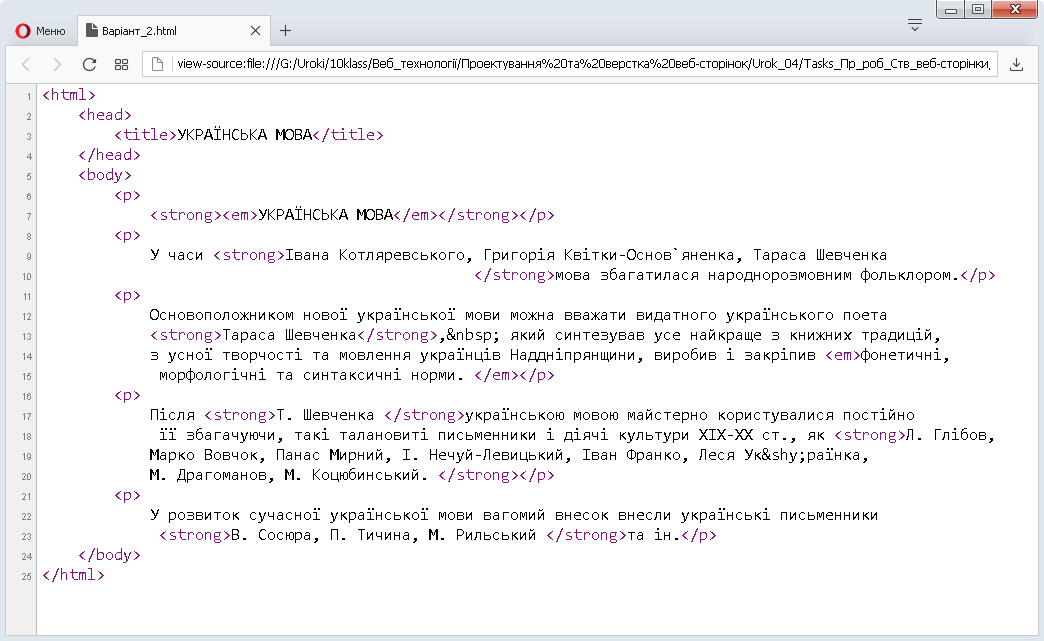 Меню
Варіант_2.html
view-source:file:///G:/Uroki/10klass/Веб_технології/Проектування%20та%20верстка%20веб-сторінок/Urok_04/Tasks_Пр_роб_Ств_веб-сторінки_
1 <html>
2 <head>
3 <title>УКРАЇНСЬКА МОВА</title>
4 </head>
5 <body>
6 <p>
7 <strong><em>УКРАЇНСЬКА МОВА</em></strong></p>
8 <p>
9 У часи <strong>Івана Котляревського, Григорія Квітки-Основ`яненка, Тараса Шевченка
10 </strong>мова збагатилася народнорозмовним фольклором.</p>
11 <p>
12 Основоположником нової української мови можна вважати видатного українського поета
13 <strong>Тараса Шевченка</strong>,&nbsp; який синтезував усе найкраще з книжних традицій,
14 з усної творчості та мовлення українців Наддніпрянщини, виробив і закріпив <em>фонетичні,
15 морфологічні та синтаксичні норми. </em></p>
16 <p>
17 Після <strong>Т. Шевченка </strong>українською мовою майстерно користувалися постійно
18 її збагачуючи, такі талановиті письменники і діячі культури XIX-XX ст., як <strong>Л. Глібов,
19 Марко Вовчок, Панас Мирний, І. Нечуй-Левицький, Іван Франко, Леся Ук&shy;раїнка,
20 М. Драгоманов, М. Коцюбинський. </strong></p>
21 <p>
22 У розвиток сучасної української мови вагомий внесок внесли українські письменники
23 <strong>В. Сосюра, П. Тичина, М. Рильський </strong>та ін.</p>
24 </body>
25 </html>